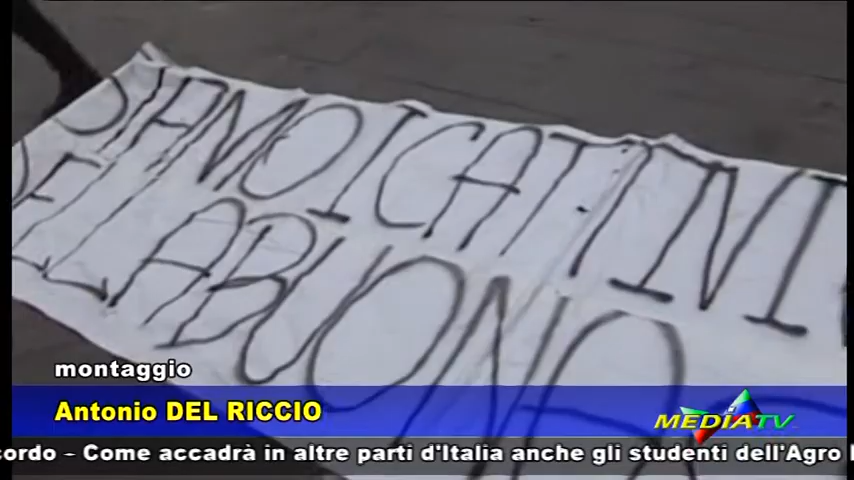 SIAMO I CATTIVI
DELLA BUONA
montaggio
Antonio DEL RICCIO
MEDIATV
cordo - Come accadrà in altre parti d'Italia anche gli studenti dell'Agro